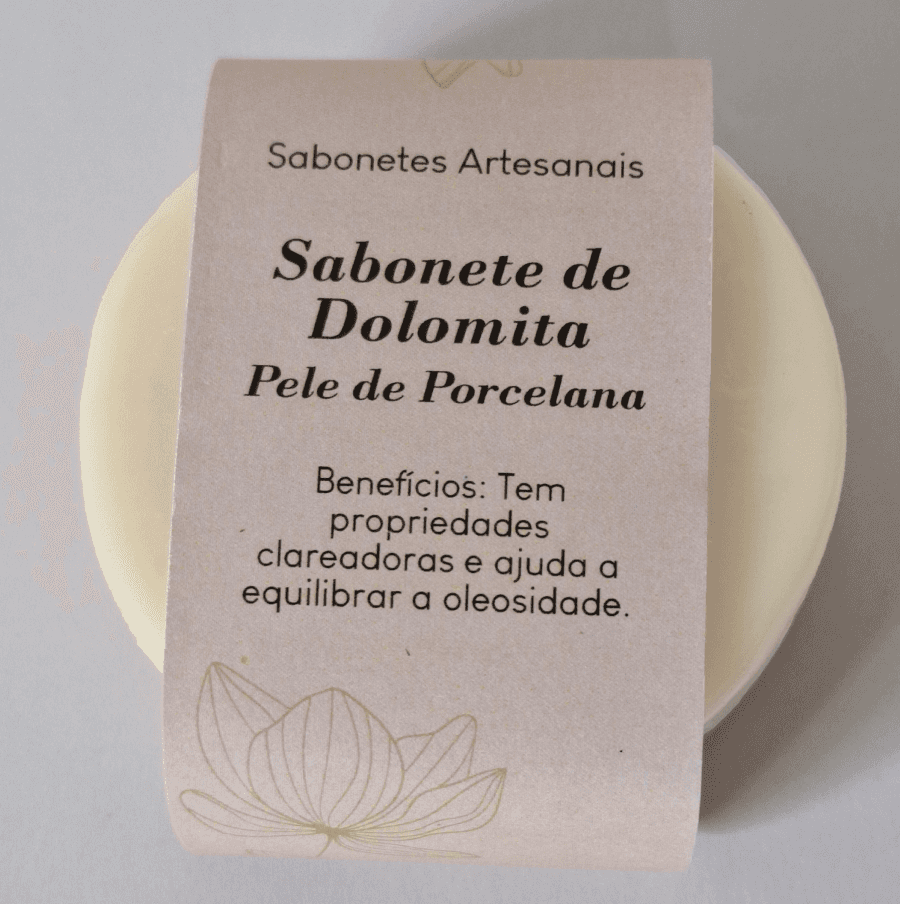 Sabonetes Artesanais
Sabonete de
Dolomita
Pele de Porcelana
Benefícios: Tem
propriedades
clareadoras e ajuda a
equilibrar a oleosidade.